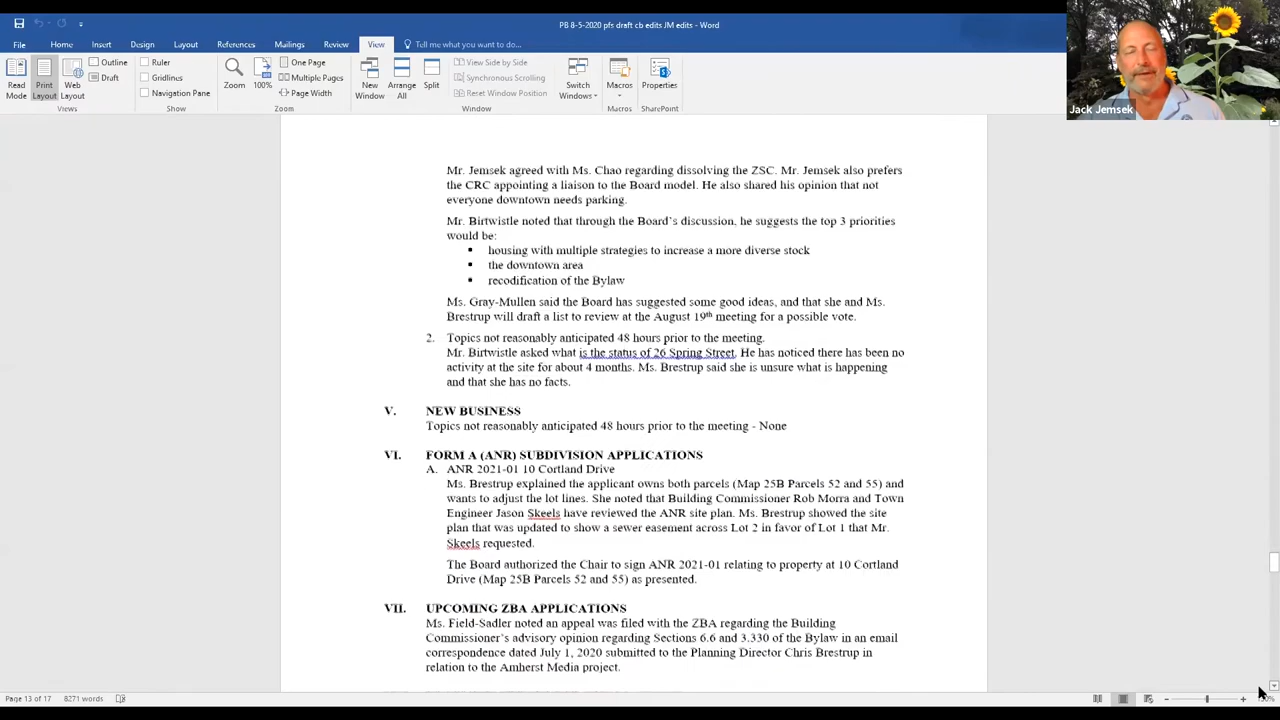 PB 8-5-2020 pfs draft cb edits JM edits - Word
File Home Insert Design Layout References Mailings Review View Tell me what you want to do...
Read Mode
Print Layout
Web Layout
Outline
Draft
Views
Ruler
Gridlines
Navigation Pane
Show
Zoom
100%
One Page
Multiple Pages
Page Width
Zoom
New Window
Arrange All
Split
View Side by Side
Synchronous Scrolling
Reset Window Position
Window
Switch Windows
Macros
Macros
Properties
SharePoint
Jack Jemsek
Mr. Jemsek agreed with Ms. Chao regarding dissolving the ZSC. Mr. Jemsek also prefers
the CRC appointing a liaison to the Board model. He also shared his opinion that not
everyone downtown needs parking.
Mr. Birtwistle noted that through the Board's discussion, he suggests the top 3 priorities
would be:
▪ housing with multiple strategies to increase a more diverse stock
▪ the downtown area
▪ recodification of the Bylaw
Ms. Gray-Mullen said the Board has suggested some good ideas, and that she and Ms.
Brestrup will draft a list to review at the August 19th meeting for a possible vote.
2. Topics not reasonably anticipated 48 hours prior to the meeting.
Mr. Birtwistle asked what is the status of 26 Spring Street. He has noticed there has been no
activity at the site for about 4 months. Ms. Brestrup said she is unsure what is happening
and that she has no facts.
V. NEW BUSINESS
Topics not reasonably anticipated 48 hours prior to the meeting - None
VI. FORM A (ANR) SUBDIVISION APPLICATIONS
A. ANR 2021-01 10 Cortland Drive
Ms. Brestrup explained the applicant owns both parcels (Map 25B Parcels 52 and 55) and
wants to adjust the lot lines. She noted that Building Commissioner Rob Morra and Town
Engineer Jason Skeels have reviewed the ANR site plan. Ms. Brestrup showed the site
plan that was updated to show a sewer easement across Lot 2 in favor of Lot 1 that Mr.
Skeels requested.
The Board authorized the Chair to sign ANR 2021-01 relating to property at 10 Cortland
Drive (Map 25B Parcels 52 and 55) as presented.
VII. UPCOMING ZBA APPLICATIONS
Ms. Field-Sadler noted an appeal was filed with the ZBA regarding the Building
Commissioner's advisory opinion regarding Sections 6.6 and 3.330 of the Bylaw in an email
correspondence dated July 1, 2020 submitted to the Planning Director Chris Brestrup in
relation to the Amherst Media project.
Page 13 of 17 8271 words